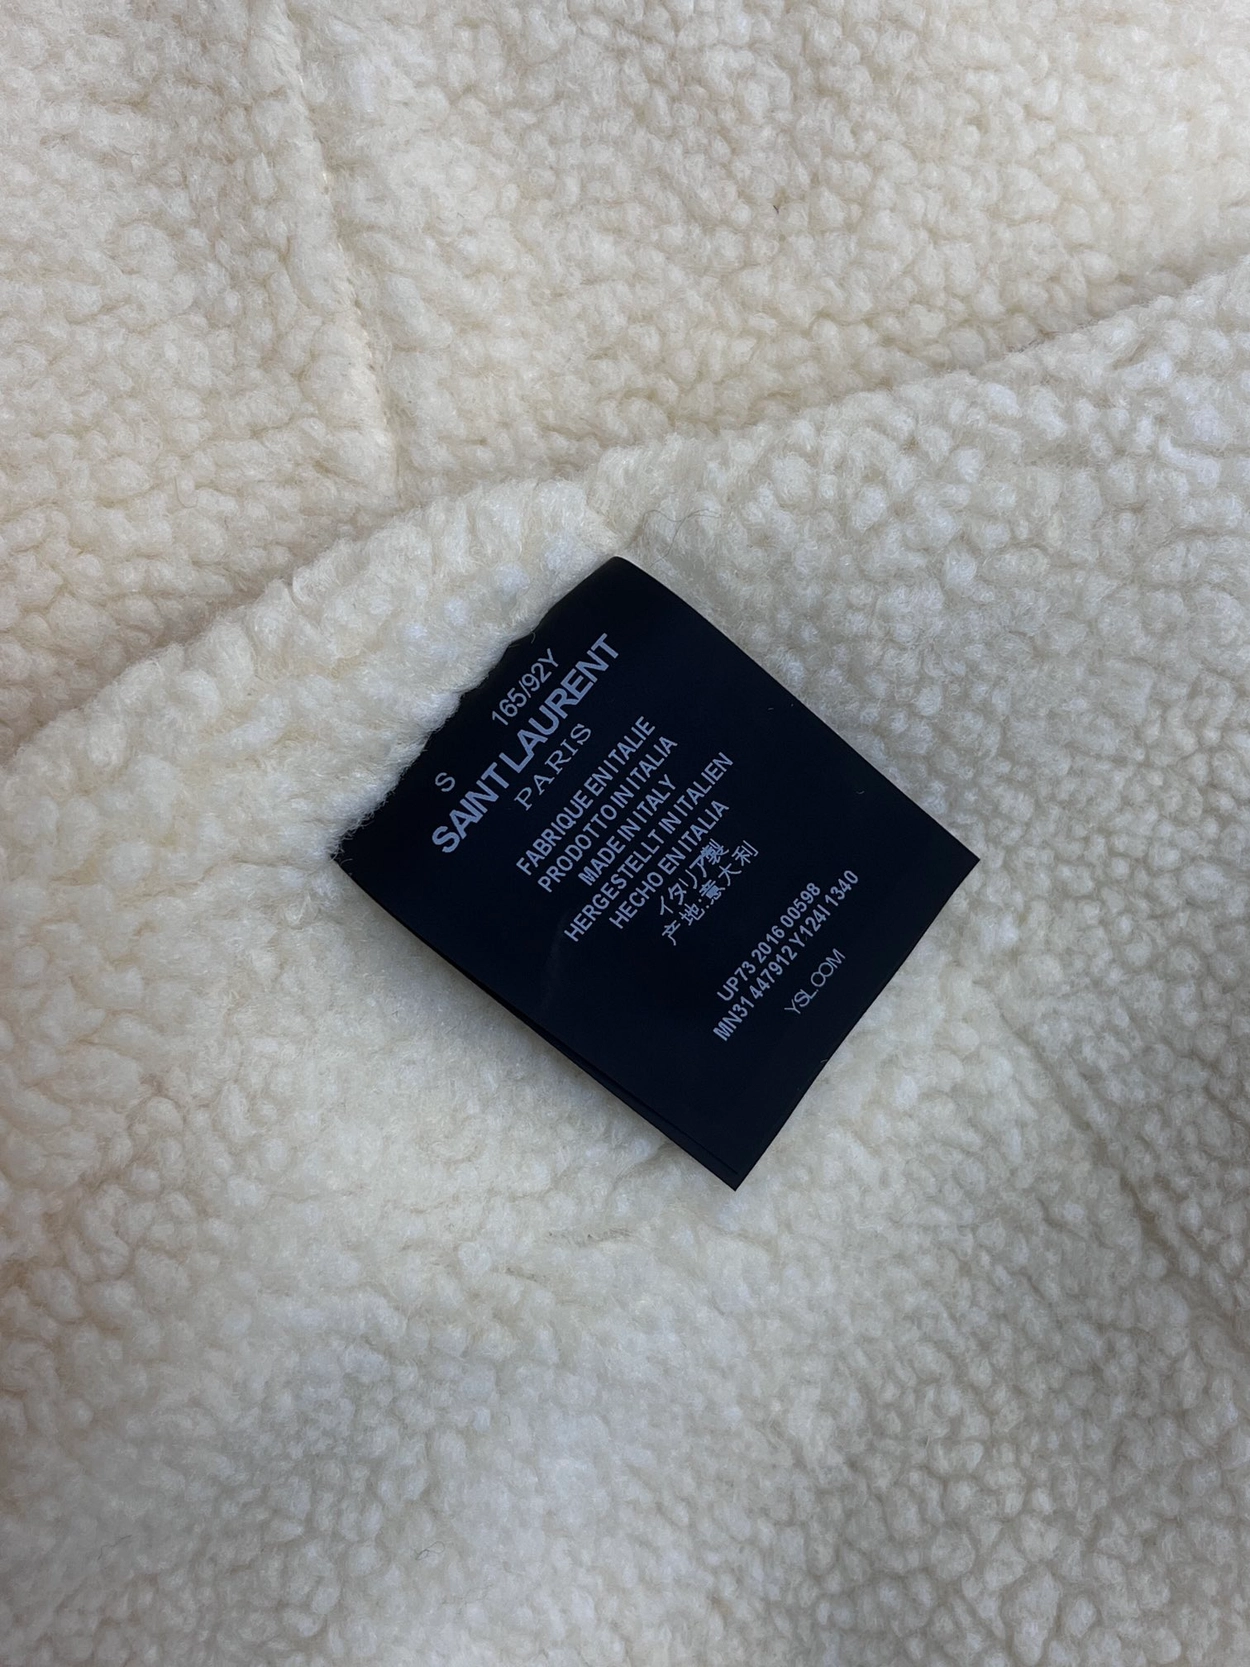 S 165/92Y
SAINT LAURENT
PARIS
FABRIQUE EN ITALIE
PRODOTTO IN ITALIA
MADE IN ITALY
HERGESTELLT IN ITALIEN
HECHO EN ITALIA
イタリア製
产地:意大利
UP73 2016 00598
MN31 447912 Y124I 1340
YSL.COM